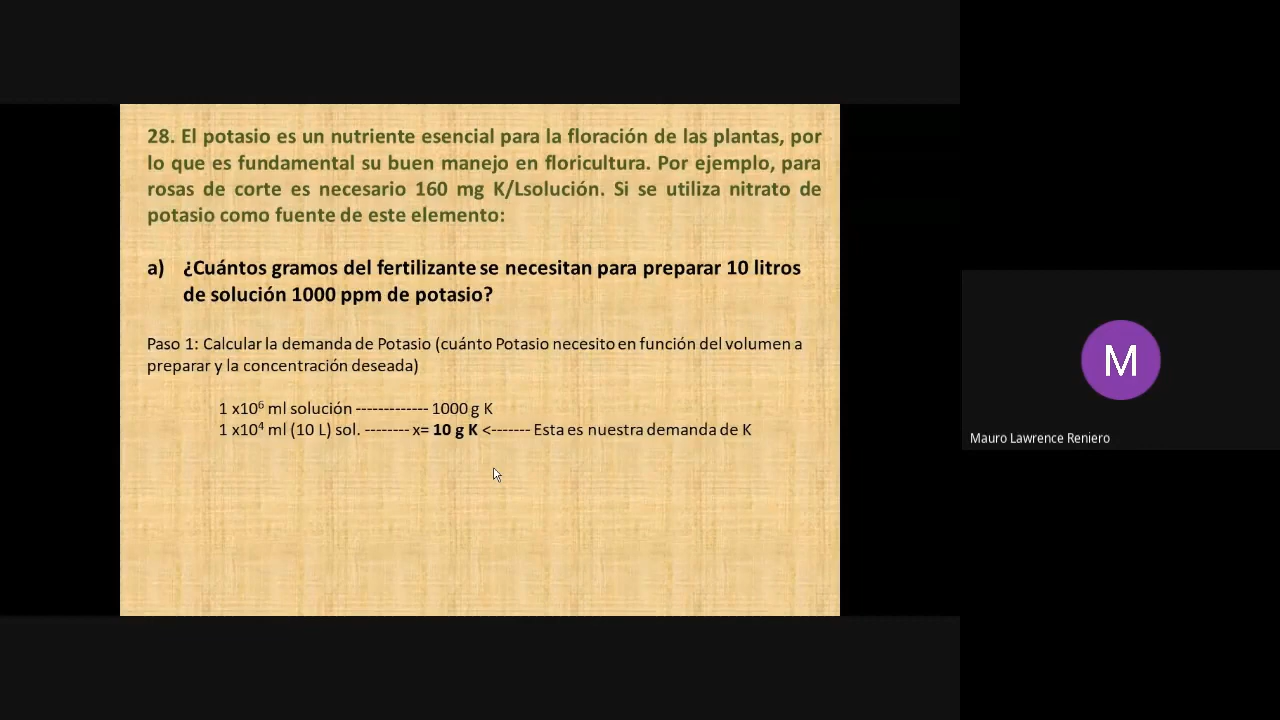 28. El potasio es un nutriente esencial para la floración de las plantas, por
lo que es fundamental su buen manejo en floricultura. Por ejemplo, para
rosas de corte es necesario 160 mg K/Lsolución. Si se utiliza nitrato de
potasio como fuente de este elemento:
a) ¿Cuántos gramos del fertilizante se necesitan para preparar 10 litros
de solución 1000 ppm de potasio?
Paso 1: Calcular la demanda de Potasio (cuánto Potasio necesito en función del volumen a
preparar y la concentración deseada)
1 x10⁶ ml solución ------------- 1000 g K
1 x10⁴ ml (10 L) sol. -------- x= 10 g K <------- Esta es nuestra demanda de K
M
Mauro Lawrence Reniero